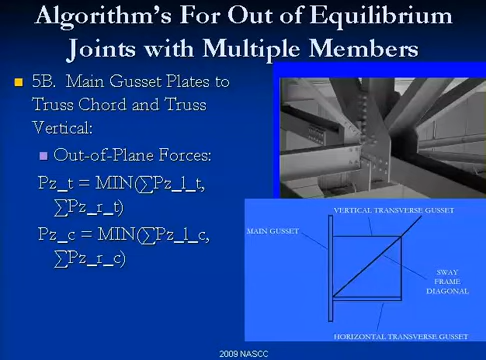 Algorithm's For Out of Equilibrium
Joints with Multiple Members
5B. Main Gusset Plates to
Truss Chord and Truss
Vertical:
Out-of-Plane Forces:
Pz_t = MIN(∑Pz_l_t,
∑Pz_r_t)
Pz_c = MIN(∑Pz_l_c,
∑Pz_r_c)
VERTICAL TRANSVERSE GUSSET
MAIN GUSSET
SWAY
FRAME
DIAGONAL
HORIZONTAL TRANSVERSE GUSSET
2009 NASCC